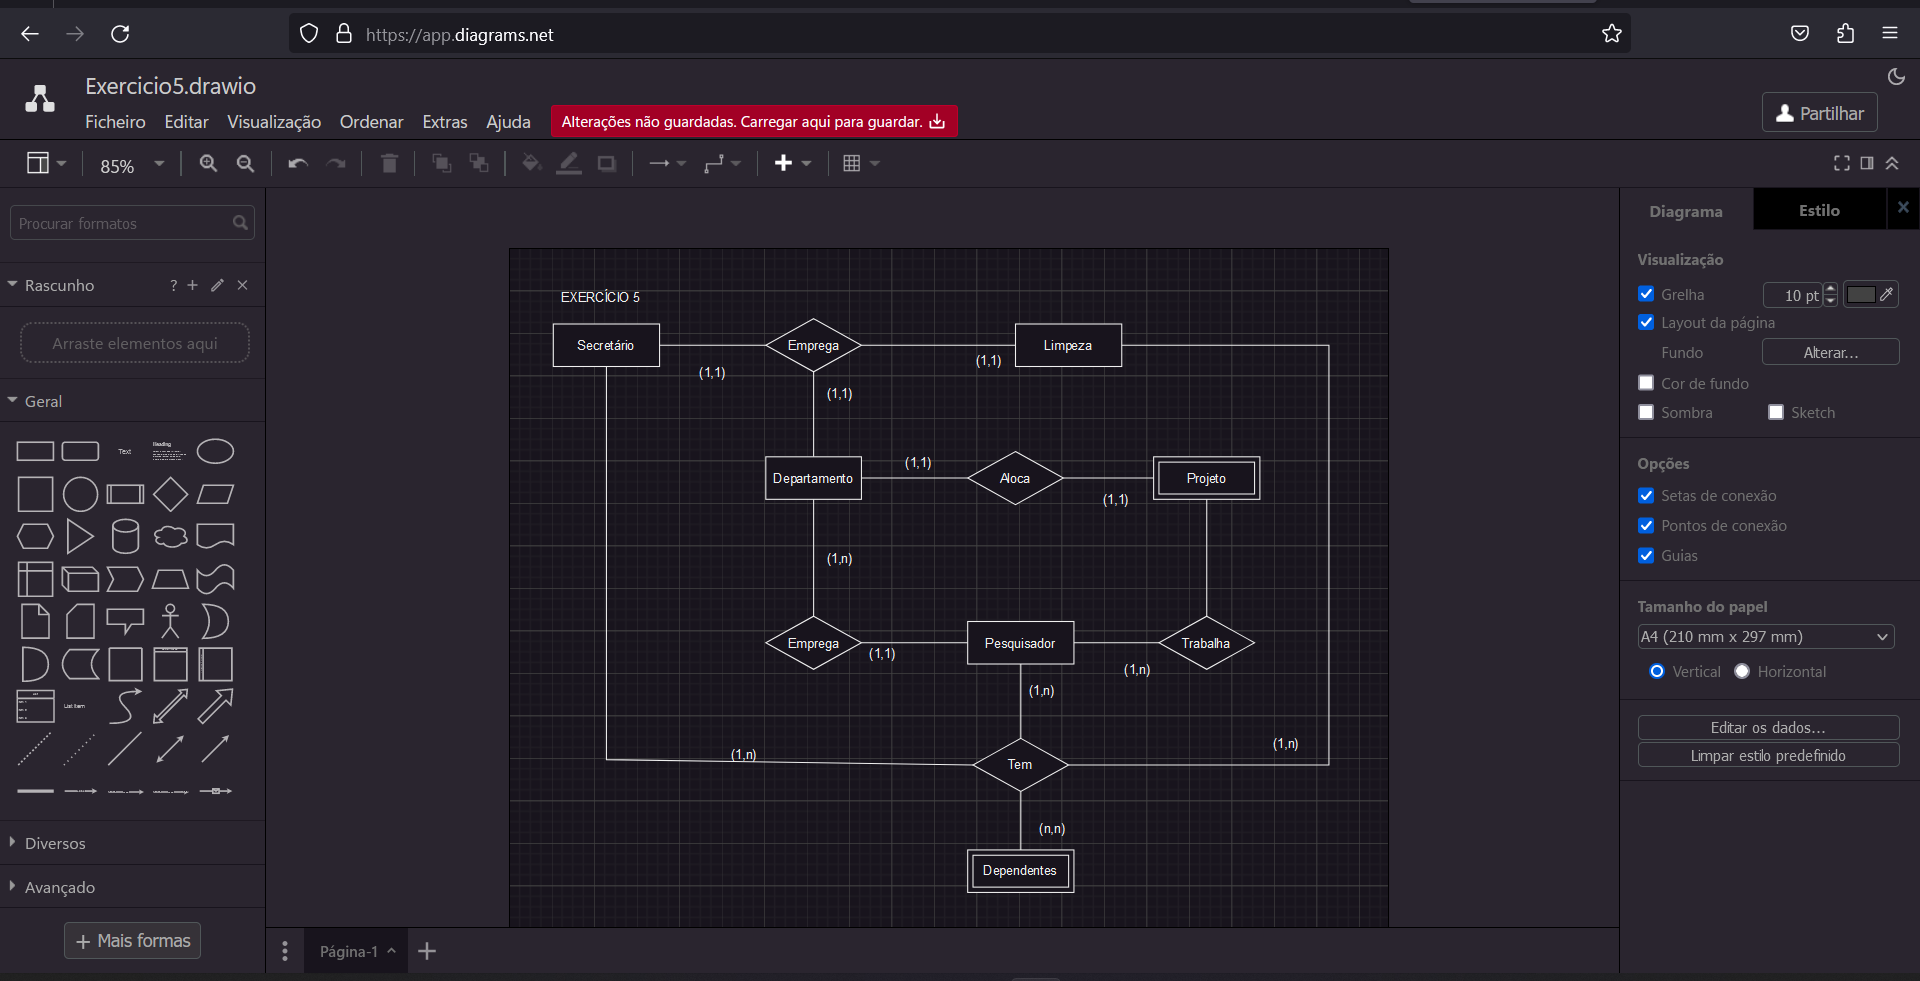 https://app.diagrams.net
Exercicio5.drawio
Ficheiro Editar Visualização Ordenar Extras Ajuda
Alterações não guardadas. Carregar aqui para guardar.
Partilhar
85%
Procurar formatos
Rascunho
?
Arraste elementos aqui
Geral
Text
Heading
List Item
Diversos
Avançado
+ Mais formas
EXERCÍCIO 5
Secretário
Emprega
Limpeza
(1,1)
(1,1)
(1,1)
Departamento
(1,1)
Aloca
(1,1)
Projeto
(1,n)
Emprega
(1,1)
Pesquisador
(1,n)
Trabalha
(1,n)
(1,n)
Tem
(1,n)
(n,n)
Dependentes
Página-1
Diagrama
Estilo
Visualização
Grelha
10 pt
Layout da página
Fundo
Alterar...
Cor de fundo
Sombra
Sketch
Opções
Setas de conexão
Pontos de conexão
Guias
Tamanho do papel
A4 (210 mm x 297 mm)
Vertical
Horizontal
Editar os dados...
Limpar estilo predefinido